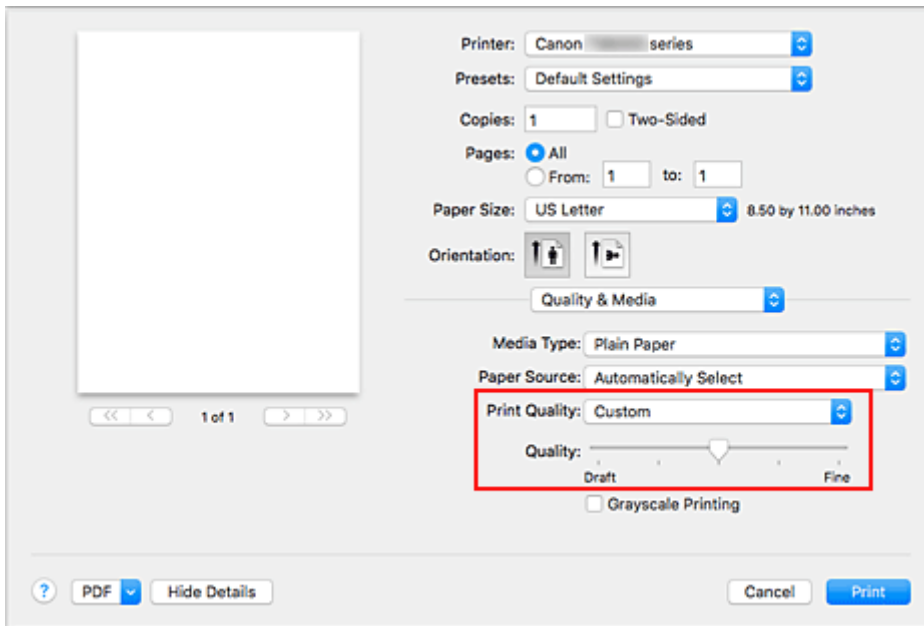 Printer: Canon series
Presets: Default Settings
Copies: 1 Two-Sided
Pages: All
From: 1 to: 1
Paper Size: US Letter 8.50 by 11.00 inches
Orientation:
Quality & Media
Media Type: Plain Paper
Paper Source: Automatically Select
Print Quality: Custom
Quality:
Draft Fine
Grayscale Printing
<< < 1 of 1 > >>
? PDF Hide Details Cancel Print